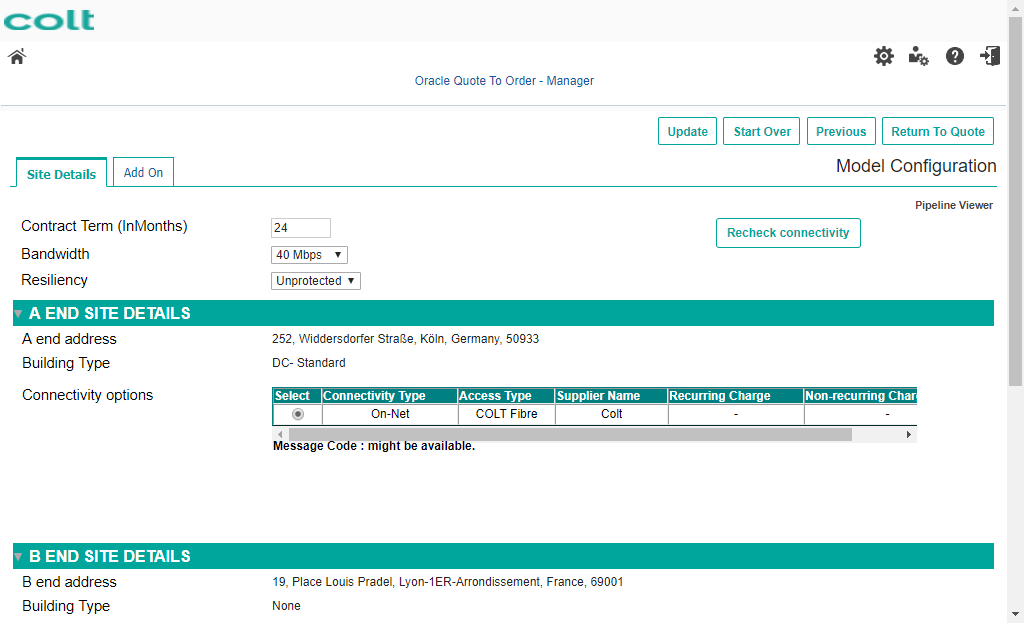 colt
Oracle Quote To Order - Manager
Update Start Over Previous Return To Quote
Site Details Add On Model Configuration
Pipeline Viewer
Contract Term (InMonths) 24 Recheck connectivity
Bandwidth 40 Mbps
Resiliency Unprotected
A END SITE DETAILS
A end address 252, Widdersdorfer Straße, Köln, Germany, 50933
Building Type DC- Standard
Connectivity options Select Connectivity Type Access Type Supplier Name Recurring Charge Non-recurring Char
On-Net COLT Fibre Colt - -
Message Code : might be available.
B END SITE DETAILS
B end address 19, Place Louis Pradel, Lyon-1ER-Arrondissement, France, 69001
Building Type None